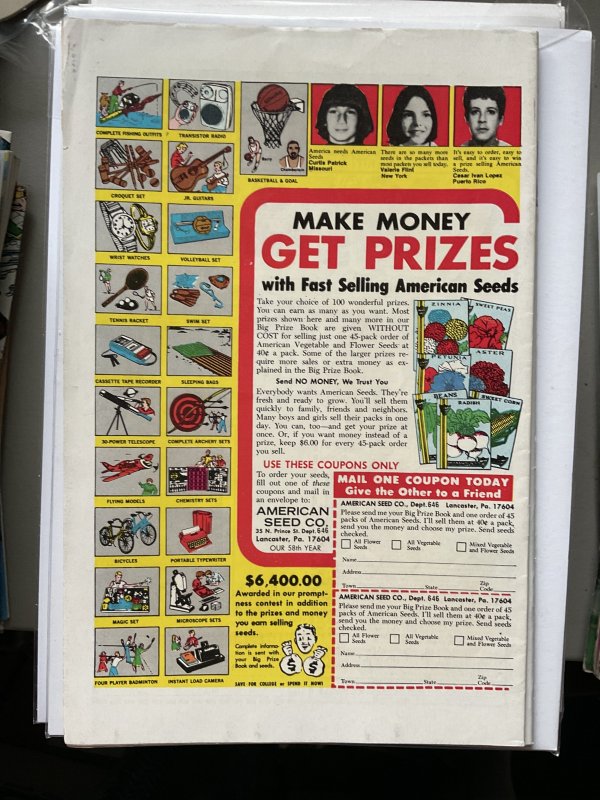 COMPLETE FISHING OUTFITS
TRANSISTOR RADIO
BASKETBALL & GOAL
Chamberlain
America needs American
Seeds
Curtis Patrick
Missouri
There are so many more
seeds in the packets than
most packets you sell today.
Valerie Flint
New York
It's easy to order, easy to
sell, and it's easy to win
a prize selling American
Seeds.
Cesar Ivan Lopez
Puerto Rico
CROQUET SET
JR. GUITARS
WRIST WATCHES
VOLLEYBALL SET
TENNIS RACKET
SWIM SET
CASSETTE TAPE RECORDER
SLEEPING BAGS
30-POWER TELESCOPE
COMPLETE ARCHERY SETS
FLYING MODELS
CHEMISTRY SETS
BICYCLES
PORTABLE TYPEWRITER
MAGIC SET
MICROSCOPE SETS
FOUR PLAYER BADMINTON
INSTANT LOAD CAMERA
MAKE MONEY
GET PRIZES
with Fast Selling American Seeds
Take your choice of 100 wonderful prizes.
You can earn as many as you want. Most
prizes shown here and many more in our
Big Prize Book are given WITHOUT
COST for selling just one 45-pack order of
American Vegetable and Flower Seeds at
40¢ a pack. Some of the larger prizes re-
quire more sales or extra money as ex-
plained in the Big Prize Book.
Send NO MONEY, We Trust You
Everybody wants American Seeds. They're
fresh and ready to grow. You'll sell them
quickly to family, friends and neighbors.
Many boys and girls sell their packs in one
day. You can, too—and get your prize at
once. Or, if you want money instead of a
prize, keep $6.00 for every 45-pack order
you sell.
ZINNIA
SWEET PEAS
PETUNIA
ASTER
BEANS
RADISH
SWEET CORN
USE THESE COUPONS ONLY
To order your seeds,
fill out one of these
coupons and mail in
an envelope to:
AMERICAN
SEED CO.
35 N. Prince St. Dept. 646
Lancaster, Pa. 17604
OUR 58th YEAR
MAIL ONE COUPON TODAY
Give the Other to a Friend
AMERICAN SEED CO., Dept. 646 Lancaster, Pa. 17604
Please send me your Big Prize Book and one order of 45
packs of American Seeds. I'll sell them at 40¢ a pack,
send you the money and choose my prize. Send seeds
checked.
All Flower
Seeds
All Vegetable
Seeds
Mixed Vegetable
and Flower Seeds
Name
Address
Town State Zip Code
AMERICAN SEED CO., Dept. 646 Lancaster, Pa. 17604
Please send me your Big Prize Book and one order of 45
packs of American Seeds. I'll sell them at 40¢ a pack,
send you the money and choose my prize. Send seeds
checked.
All Flower
Seeds
All Vegetable
Seeds
Mixed Vegetable
and Flower Seeds
Name
Address
Town State Zip Code
$6,400.00
Awarded in our prompt-
ness contest in addition
to the prizes and money
you earn selling
seeds.
Complete informa-
tion is sent with
your Big Prize
Book and seeds.
$ $
SAVE FOR COLLEGE or SPEND IT NOW!